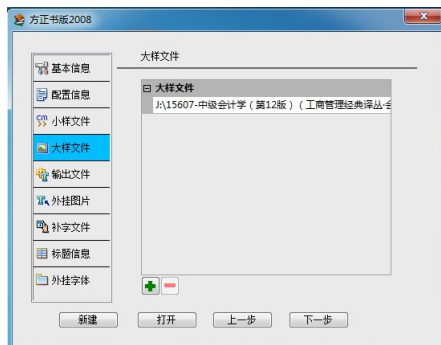 方正书版2008
大样文件
基本信息
配置信息
小样文件
大样文件
输出文件
外挂图片
补字文件
标题信息
外挂字体
大样文件
J:\15607-中级会计学（第12版）（工商管理经典译丛·会
新建
打开
上一步
下一步